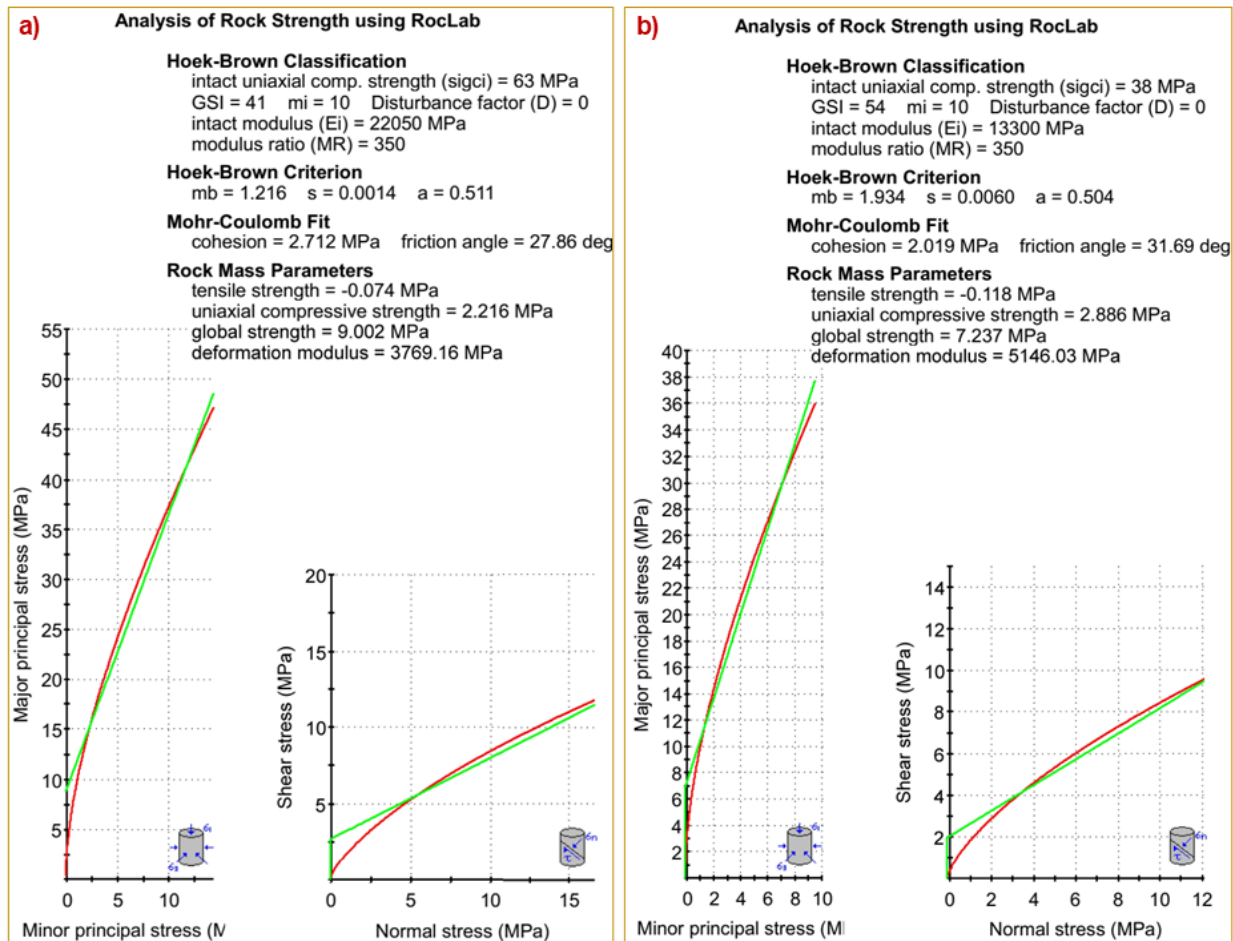 a)
Analysis of Rock Strength using RocLab
Hoek-Brown Classification
intact uniaxial comp. strength (sigci) = 63 MPa
GSI = 41 mi = 10 Disturbance factor (D) = 0
intact modulus (Ei) = 22050 MPa
modulus ratio (MR) = 350
Hoek-Brown Criterion
mb = 1.216 s = 0.0014 a = 0.511
Mohr-Coulomb Fit
cohesion = 2.712 MPa friction angle = 27.86 deg
Rock Mass Parameters
tensile strength = -0.074 MPa
uniaxial compressive strength = 2.216 MPa
global strength = 9.002 MPa
deformation modulus = 3769.16 MPa
Major principal stress (MPa)
55
50
45
40
35
30
25
20
15
10
5
0 5 10
Minor principal stress (M
σ1
σ3
Shear stress (MPa)
20
15
10
5
0 5 10 15
Normal stress (MPa)
σn
τ
b)
Analysis of Rock Strength using RocLab
Hoek-Brown Classification
intact uniaxial comp. strength (sigci) = 38 MPa
GSI = 54 mi = 10 Disturbance factor (D) = 0
intact modulus (Ei) = 13300 MPa
modulus ratio (MR) = 350
Hoek-Brown Criterion
mb = 1.934 s = 0.0060 a = 0.504
Mohr-Coulomb Fit
cohesion = 2.019 MPa friction angle = 31.69 deg
Rock Mass Parameters
tensile strength = -0.118 MPa
uniaxial compressive strength = 2.886 MPa
global strength = 7.237 MPa
deformation modulus = 5146.03 MPa
Major principal stress (MPa)
40
38
36
34
32
30
28
26
24
22
20
18
16
14
12
10
8
6
4
2
0 2 4 6 8 10
Minor principal stress (M
σ1
σ3
Shear stress (MPa)
14
12
10
8
6
4
2
0 2 4 6 8 10 12
Normal stress (MPa)
σn
τ